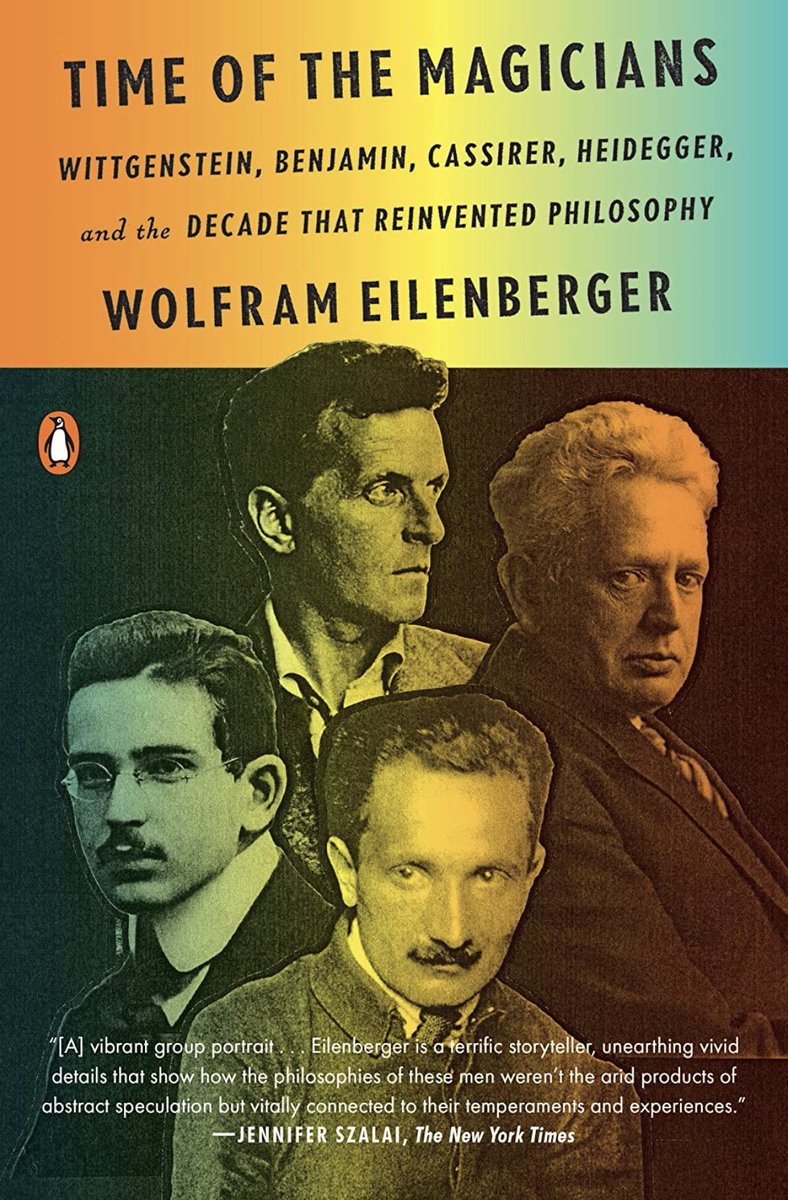 TIME OF THE MAGICIANS
WITTGENSTEIN, BENJAMIN, CASSIRER, HEIDEGGER,
and the DECADE THAT REINVENTED PHILOSOPHY
WOLFRAM EILENBERGER
“[A] vibrant group portrait . . . Eilenberger is a terrific storyteller, unearthing vivid
details that show how the philosophies of these men weren’t the arid products of
abstract speculation but vitally connected to their temperaments and experiences.”
—JENNIFER SZALAI, The New York Times